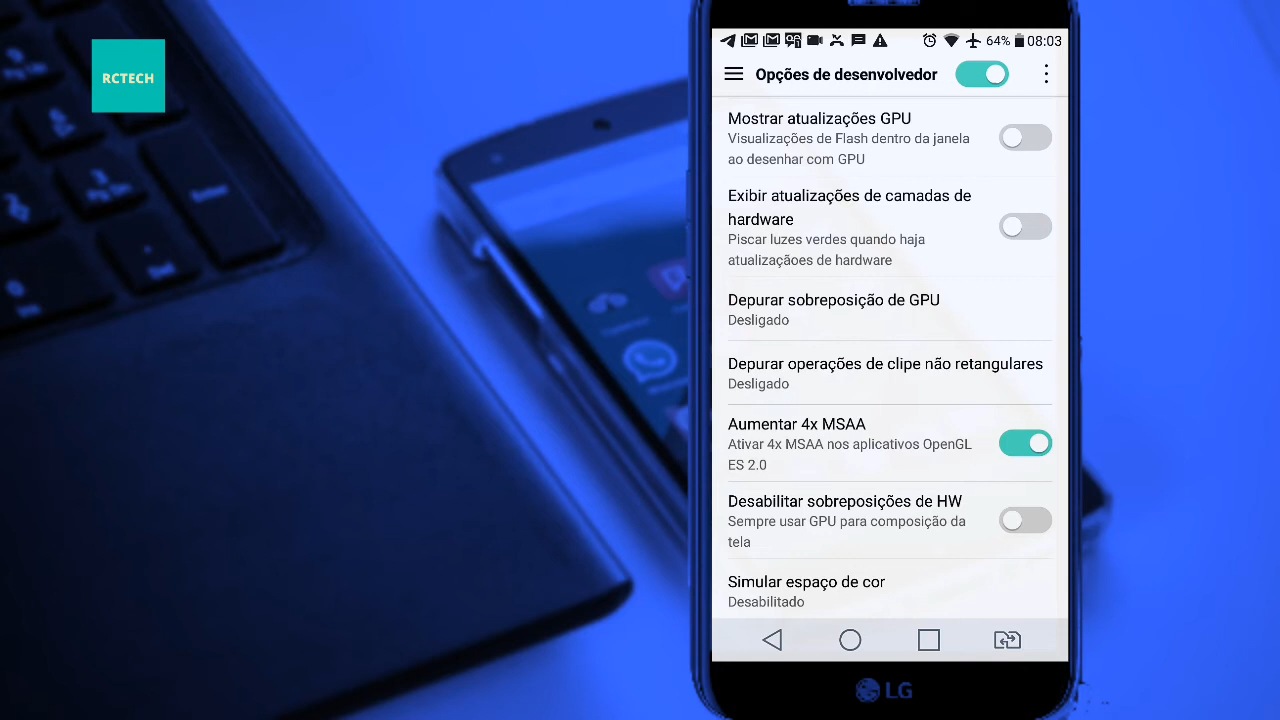 RCTECH
64% 08:03
Opções de desenvolvedor
Mostrar atualizações GPU
Visualizações de Flash dentro da janela
ao desenhar com GPU
Exibir atualizações de camadas de
hardware
Piscar luzes verdes quando haja
atualizaçãoes de hardware
Depurar sobreposição de GPU
Desligado
Depurar operações de clipe não retangulares
Desligado
Aumentar 4x MSAA
Ativar 4x MSAA nos aplicativos OpenGL
ES 2.0
Desabilitar sobreposições de HW
Sempre usar GPU para composição da
tela
Simular espaço de cor
Desabilitado
LG